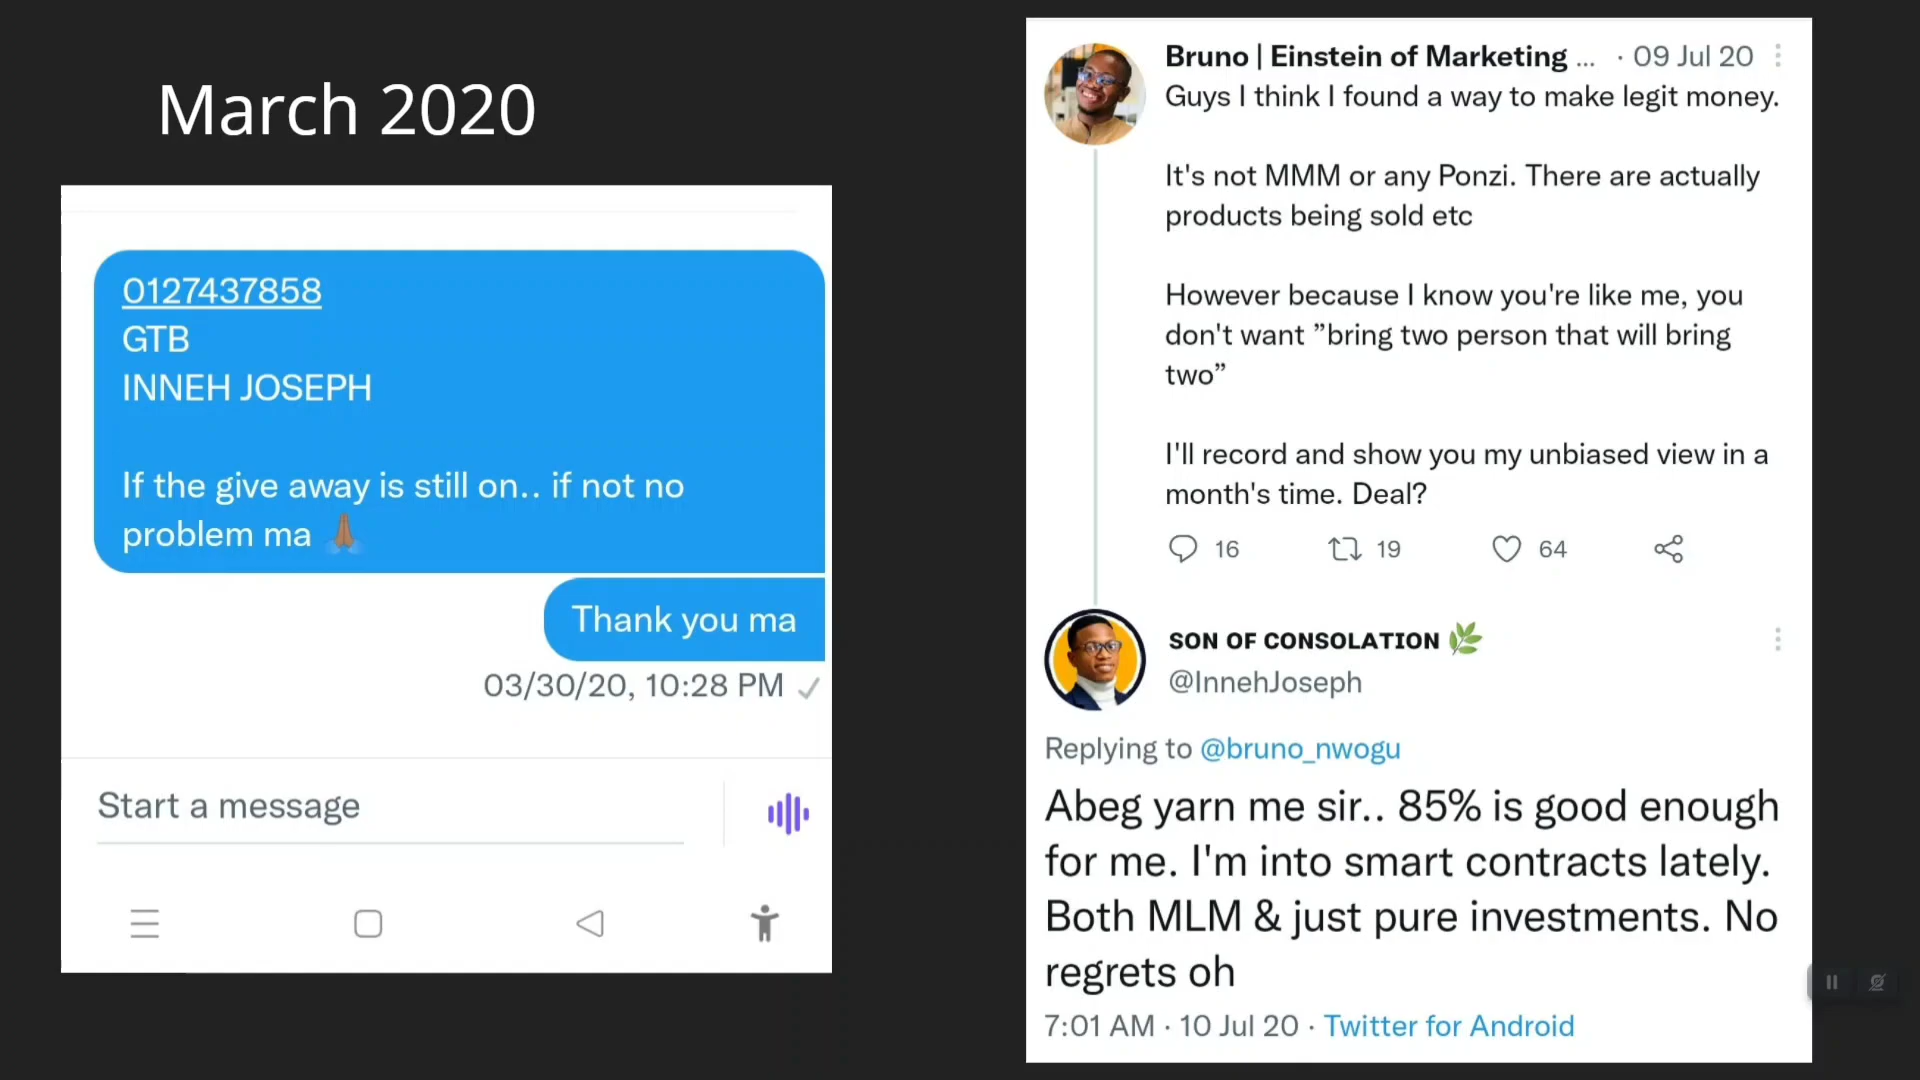 March 2020
0127437858
GTB
INNEH JOSEPH
If the give away is still on.. if not no
problem ma 🙏🏾
Thank you ma
03/30/20, 10:28 PM
Start a message
Bruno | Einstein of Marketing ... · 09 Jul 20
Guys I think I found a way to make legit money.
It's not MMM or any Ponzi. There are actually
products being sold etc
However because I know you're like me, you
don't want ”bring two person that will bring
two”
I'll record and show you my unbiased view in a
month's time. Deal?
16 19 64
SON OF CONSOLATION 🌿
@InnehJoseph
Replying to @bruno_nwogu
Abeg yarn me sir.. 85% is good enough
for me. I'm into smart contracts lately.
Both MLM & just pure investments. No
regrets oh
7:01 AM · 10 Jul 20 · Twitter for Android